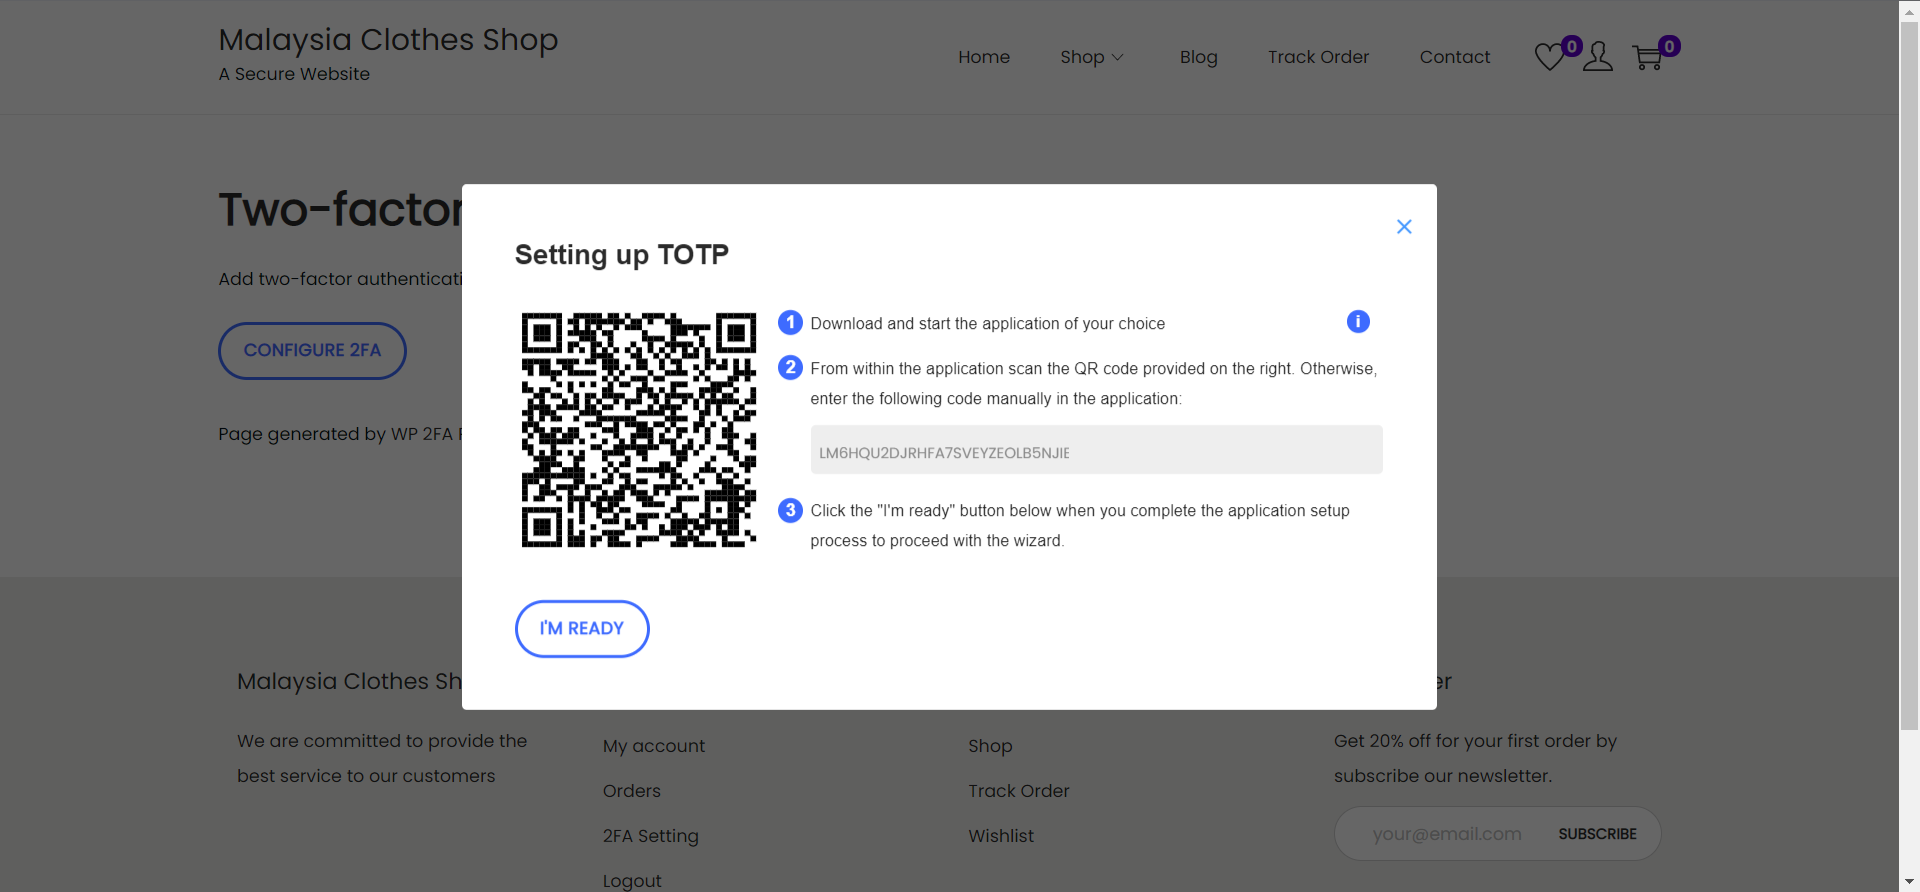 Malaysia Clothes Shop
A Secure Website
Home
Shop
Blog
Track Order
Contact
0
0
Two-factor
Add two-factor authenticati
CONFIGURE 2FA
Page generated by WP 2FA
Setting up TOTP
1 Download and start the application of your choice
i
2 From within the application scan the QR code provided on the right. Otherwise,
enter the following code manually in the application:
LM6HQU2DJRHFA7SVEYZEOLB5NJIE
3 Click the "I'm ready" button below when you complete the application setup
process to proceed with the wizard.
I'M READY
Malaysia Clothes Sh
We are committed to provide the
best service to our customers
My account
Orders
2FA Setting
Logout
Shop
Track Order
Wishlist
er
Get 20% off for your first order by
subscribe our newsletter.
your@email.com
SUBSCRIBE